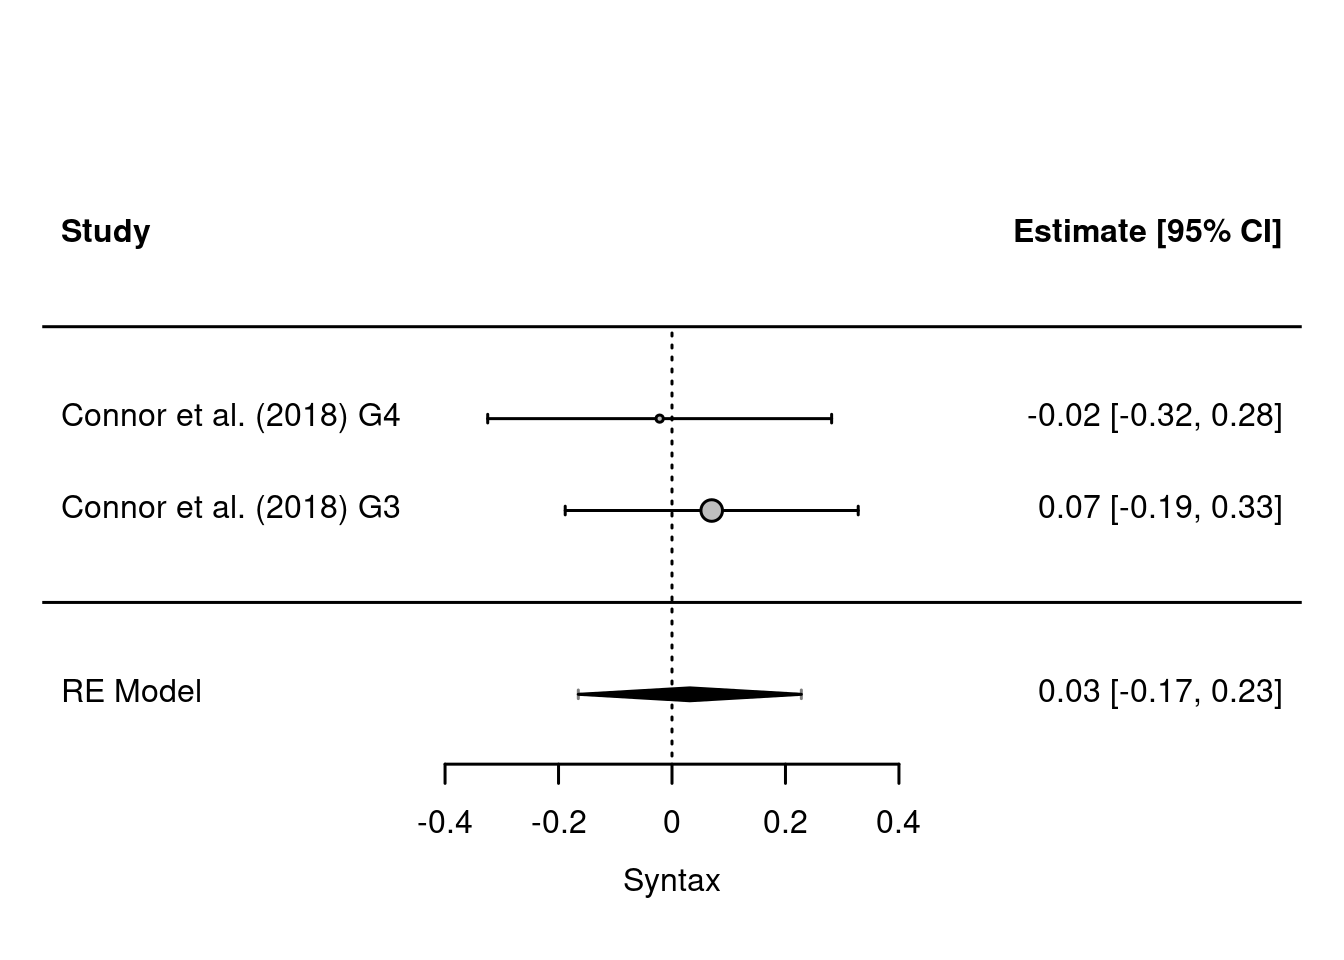 Study Estimate [95% CI]
Connor et al. (2018) G4 -0.02 [-0.32, 0.28]
Connor et al. (2018) G3 0.07 [-0.19, 0.33]
RE Model 0.03 [-0.17, 0.23]
-0.4 -0.2 0 0.2 0.4
Syntax